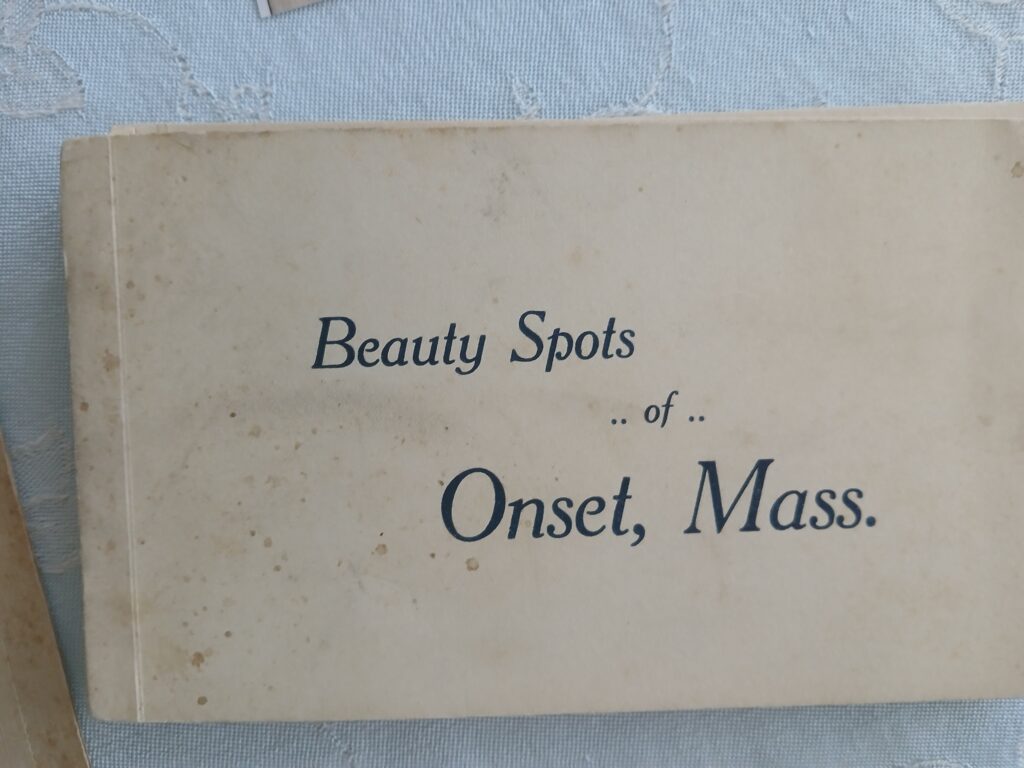 Beauty Spots
.. of ..
Onset, Mass.